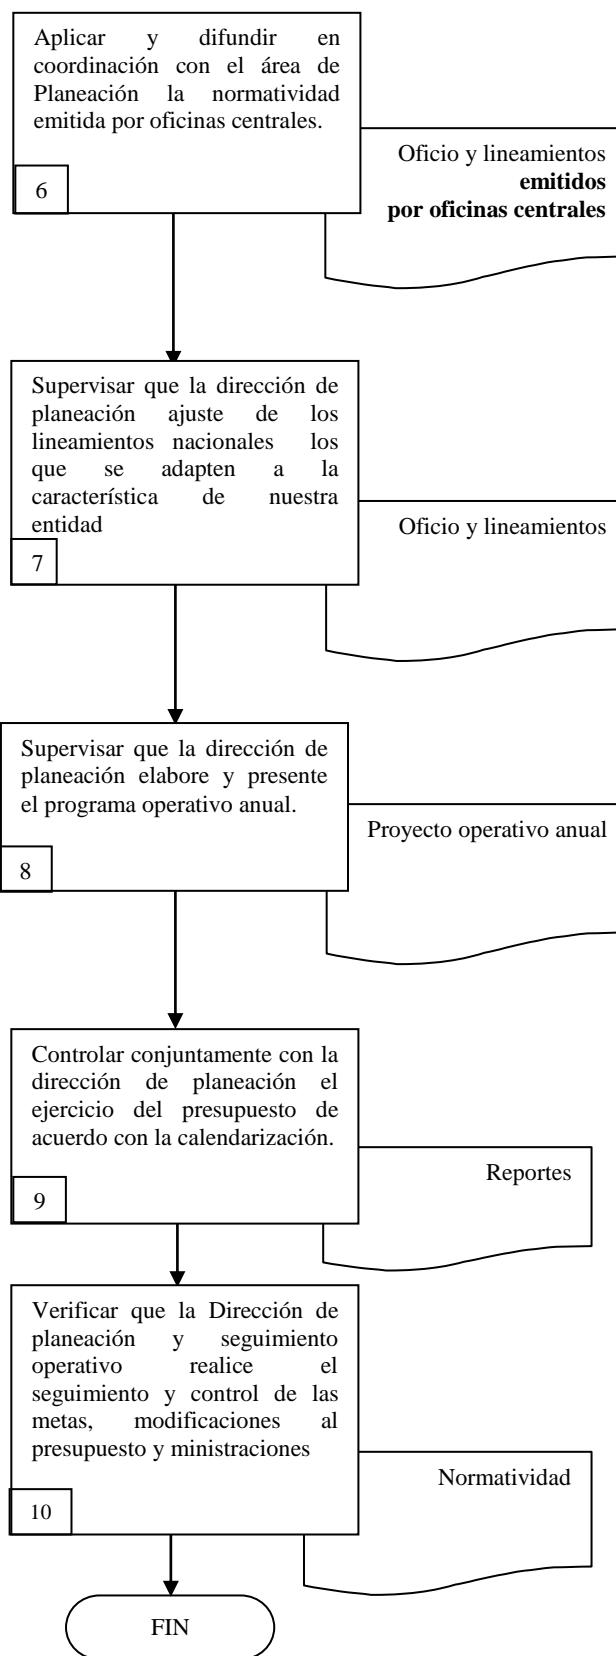 Aplicar y difundir en
coordinación con el área de
Planeación la normatividad
emitida por oficinas centrales.
6
Oficio y lineamientos
emitidos
por oficinas centrales
Supervisar que la dirección de
planeación ajuste de los
lineamientos nacionales los
que se adapten a la
característica de nuestra
entidad
7
Oficio y lineamientos
Supervisar que la dirección de
planeación elabore y presente
el programa operativo anual.
8
Proyecto operativo anual
Controlar conjuntamente con la
dirección de planeación el
ejercicio del presupuesto de
acuerdo con la calendarización.
9
Reportes
Verificar que la Dirección de
planeación y seguimiento
operativo realice el
seguimiento y control de las
metas, modificaciones al
presupuesto y ministraciones
10
Normatividad
FIN